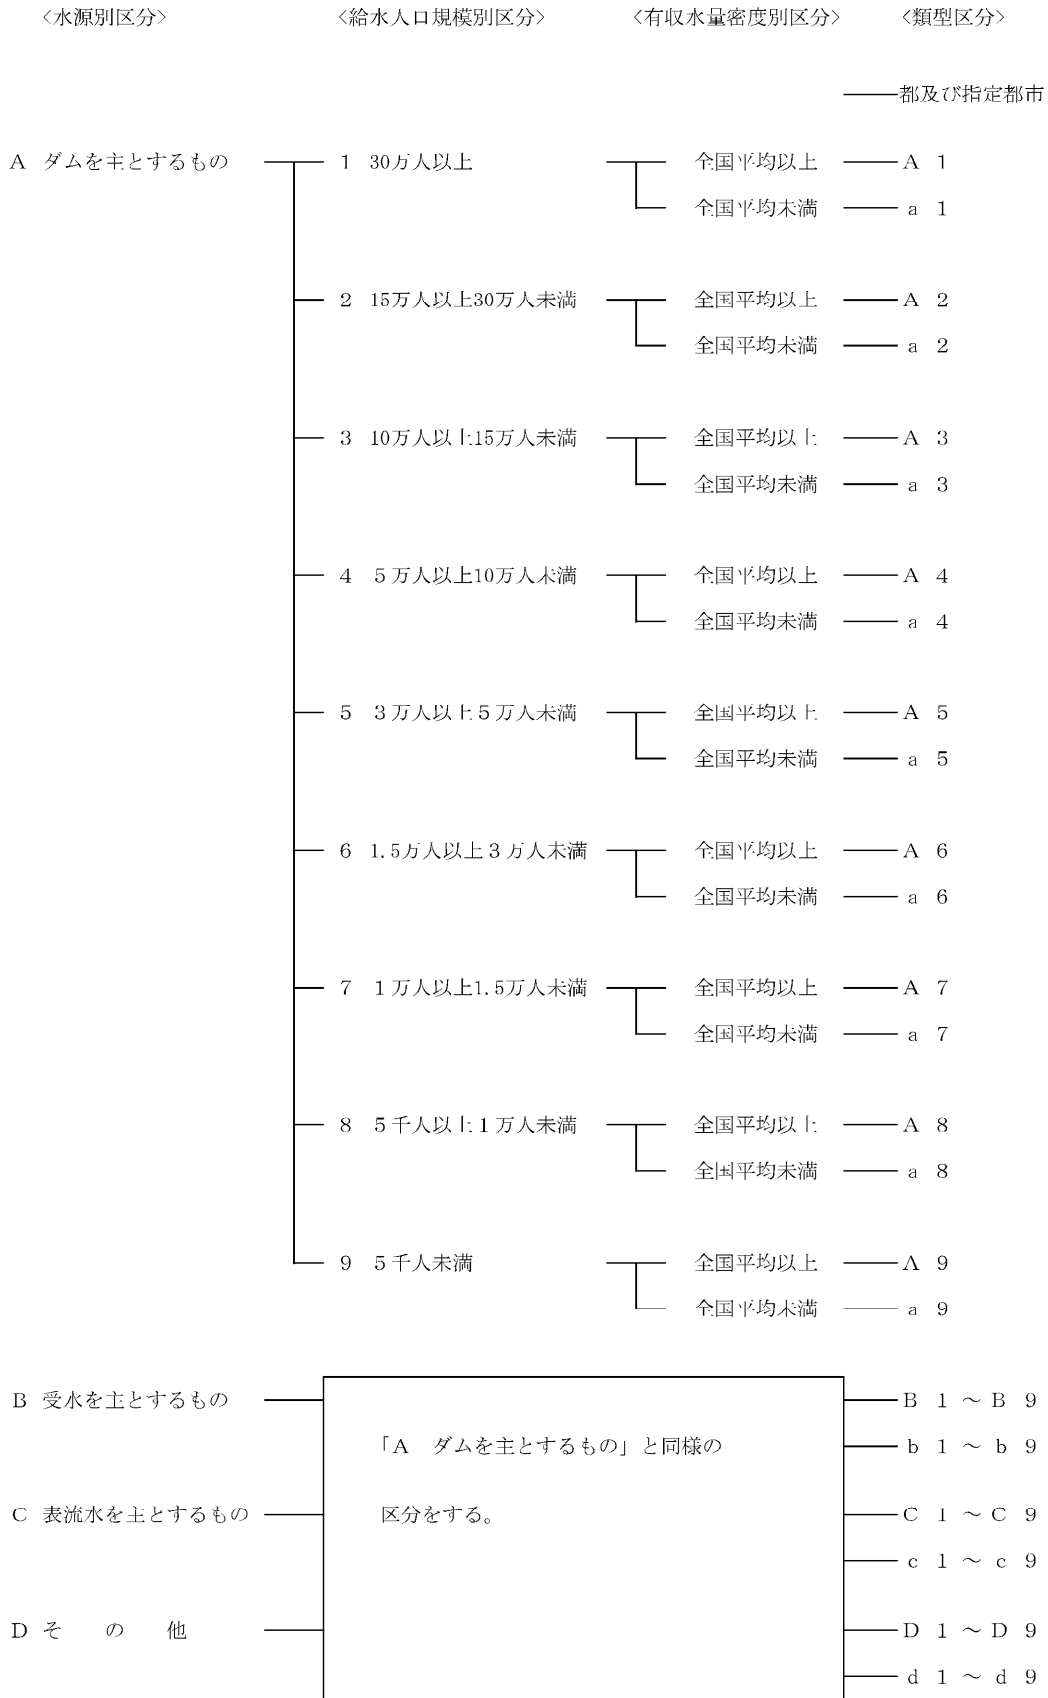 〈水源別区分〉 〈給水人口規模別区分〉 〈有収水量密度別区分〉 〈類型区分〉
都及び指定都市
A ダムを主とするもの 1 30万人以上 全国平均以上 A 1
全国平均未満 a 1
2 15万人以上30万人未満 全国平均以上 A 2
全国平均未満 a 2
3 10万人以上15万人未満 全国平均以上 A 3
全国平均未満 a 3
4 5万人以上10万人未満 全国平均以上 A 4
全国平均未満 a 4
5 3万人以上5万人未満 全国平均以上 A 5
全国平均未満 a 5
6 1.5万人以上3万人未満 全国平均以上 A 6
全国平均未満 a 6
7 1万人以上1.5万人未満 全国平均以上 A 7
全国平均未満 a 7
8 5千人以上1万人未満 全国平均以上 A 8
全国平均未満 a 8
9 5千人未満 全国平均以上 A 9
全国平均未満 a 9
B 受水を主とするもの B 1 ～ B 9
「A ダムを主とするもの」と同様の b 1 ～ b 9
C 表流水を主とするもの 区分をする。 C 1 ～ C 9
c 1 ～ c 9
D そ の 他 D 1 ～ D 9
d 1 ～ d 9